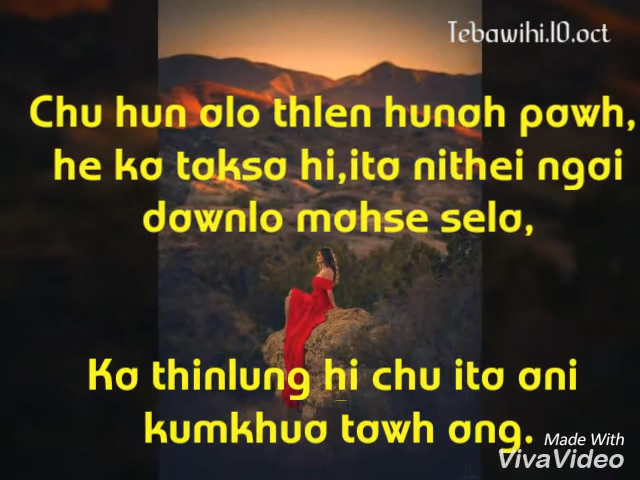 Tebawihi.10.oct
Chu hun alo thlen hunah pawh,
he ka taksa hi,ita nithei ngai
dawnlo mahse sela,
Ka thinlung hi chu ita ani
kumkhua tawh ang.
Made With
VivaVideo